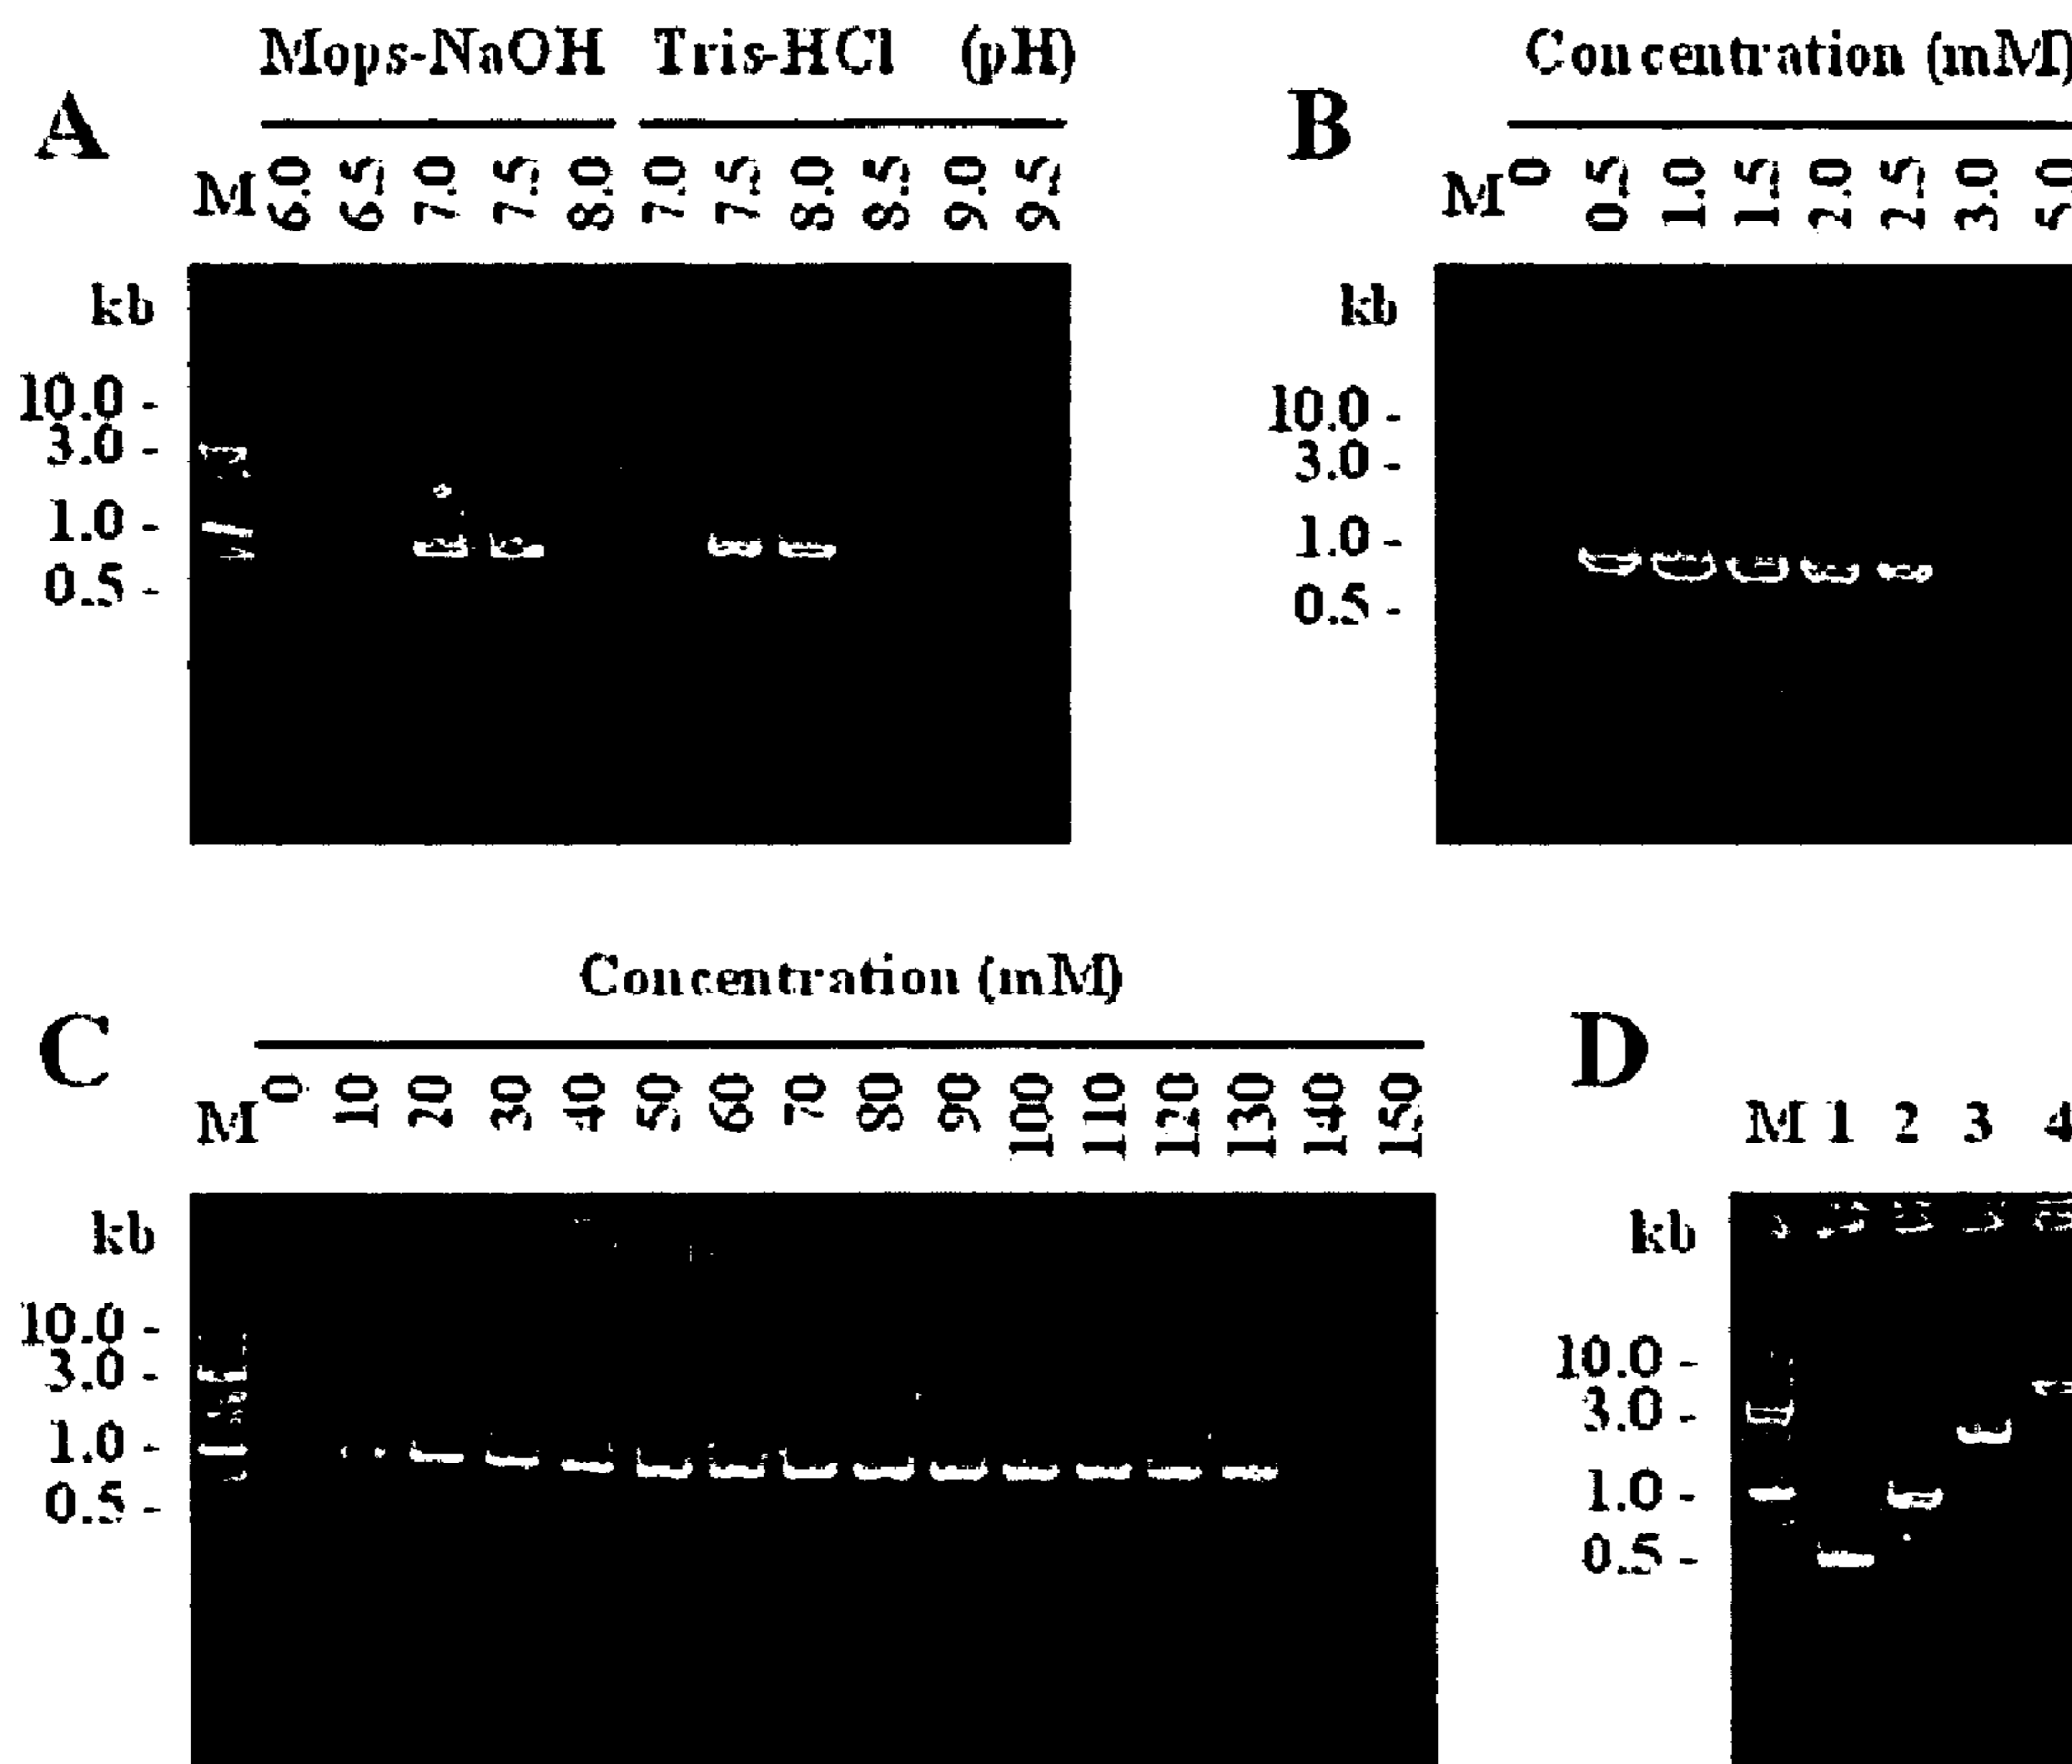 Mops-NaOH Tris-HCl (pH)
A
M 6.0 6.5 7.0 7.5 8.0 7.0 7.5 8.0 8.5 9.0 9.5
kb
10.0 -
3.0 -
1.0 -
0.5 -
Concentration (mM)
B
M 0 0.5 1.0 1.5 2.0 2.5 3.0 5.0
kb
10.0 -
3.0 -
1.0 -
0.5 -
Concentration (mM)
C
M 0 10 20 30 40 50 60 70 80 90 100 110 120 130 140 150
kb
10.0 -
3.0 -
1.0 -
0.5 -
D
M 1 2 3 4
kb
10.0 -
3.0 -
1.0 -
0.5 -